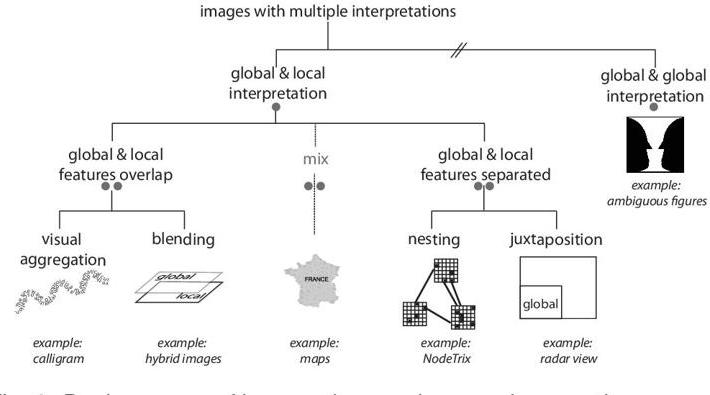 images with multiple interpretations
global & local
interpretation
global & global
interpretation
example:
ambiguous figures
global & local
features overlap
mix
global & local
features separated
visual
aggregation
blending
nesting
juxtaposition
global
local
FRANCE
global
example:
calligram
example:
hybrid images
example:
maps
example:
NodeTrix
example:
radar view